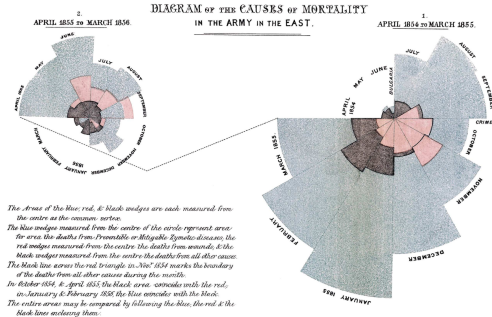 DIAGRAM OF THE CAUSES OF MORTALITY
IN THE ARMY IN THE EAST.
2.
APRIL 1855 TO MARCH 1856.
1.
APRIL 1854 TO MARCH 1855.
APRIL 1855
MAY
JUNE
JULY
AUGUST
SEPTEMBER
OCTOBER
NOVEMBER
DECEMBER
JANUARY 1856
FEBRUARY
MARCH
APRIL 1854
MAY
JUNE
JULY
BULGARIA
AUGUST
SEPTEMBER
CRIMEA
OCTOBER
NOVEMBER
DECEMBER
JANUARY 1855
FEBRUARY
MARCH 1855.
The Areas of the blue, red, & black wedges are each measured from
the centre as the common vertex.
The blue wedges measured from the centre of the circle represent area
for area the deaths from Preventible or Mitigable Zymotic diseases, the
red wedges measured from the centre the deaths from wounds, & the
black wedges measured from the centre the deaths from all other causes.
The black line across the red triangle in Novr. 1854 marks the boundary
of the deaths from all other causes during the month.
In October 1854, & April 1855, the black area coincides with the red,
in January & February 1856, the blue coincides with the black.
The entire areas may be compared by following the blue, the red & the
black lines enclosing them.